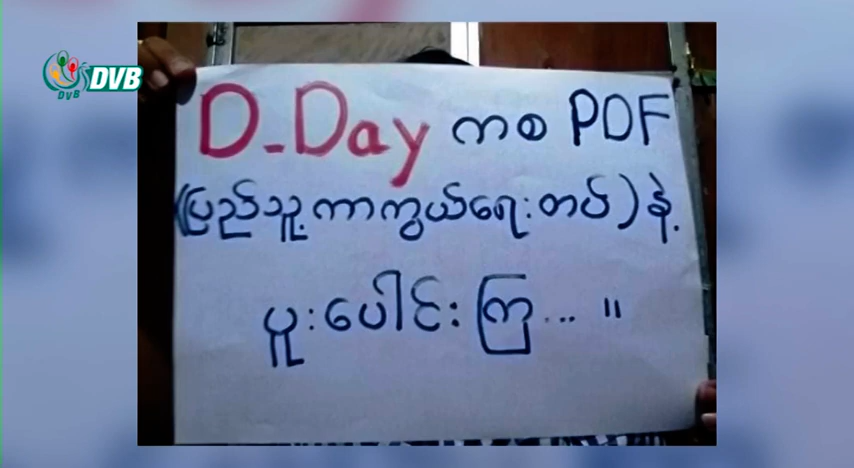 DVB
DVB
D-Day ကစ PDF
(ပြည်သူ့ကာကွယ်ရေးတပ်) နဲ့
ပူးပေါင်းကြ... ။